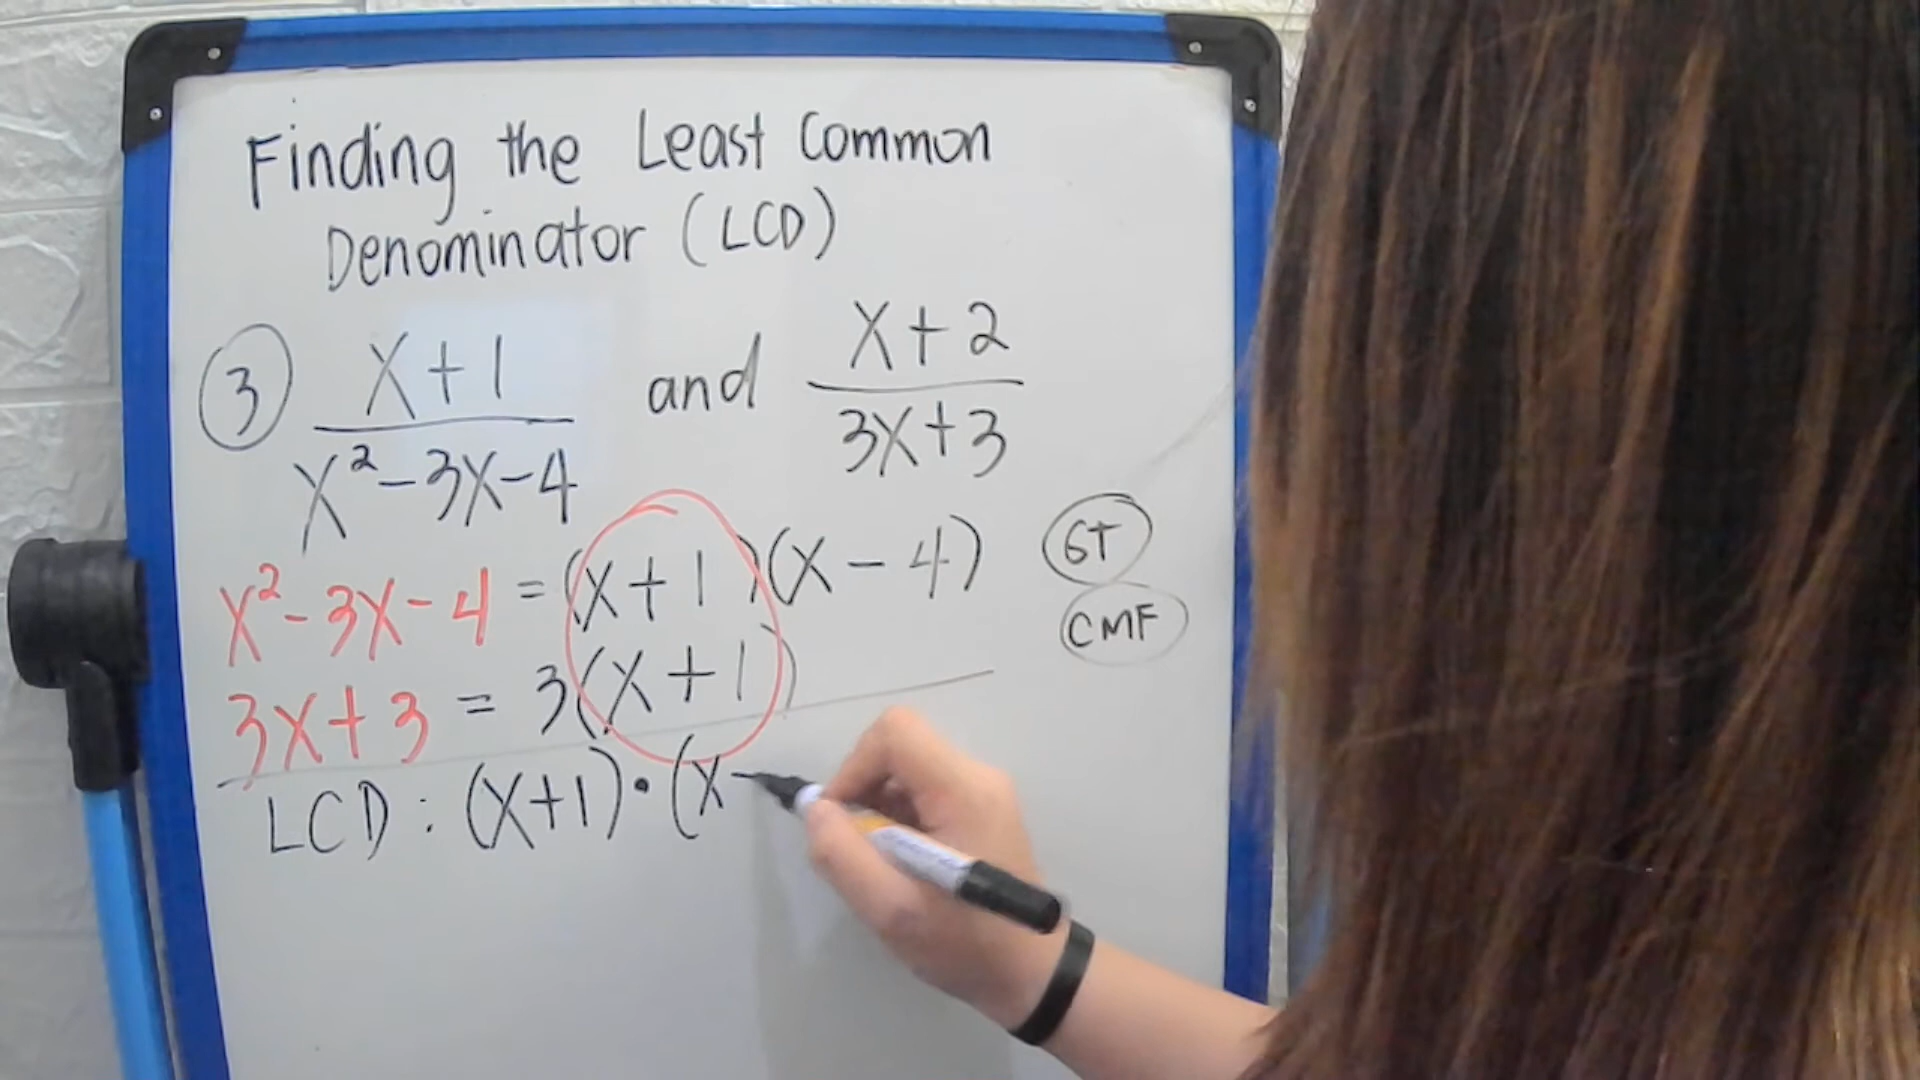 Finding the Least Common
Denominator (LCD)
3 x+1 and x+2
x²-3x-4 3x+3
x²-3x-4 = (x+1)(x-4) GT
CMF
3x+3 = 3(x+1)
LCD : (x+1)·(x-